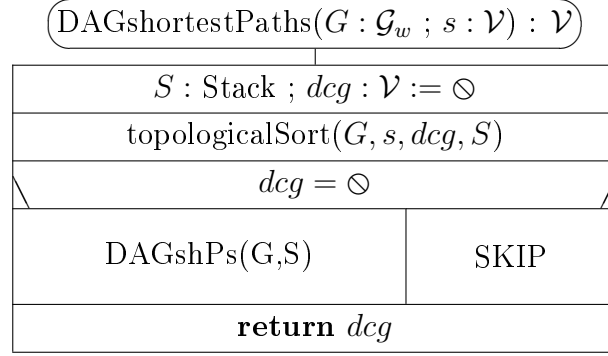 DAGshortestPaths(G : 𝒢_w ; s : 𝒱) : 𝒱
S : Stack ; dcg : 𝒱 := ⦸
topologicalSort(G, s, dcg, S)
dcg = ⦸
DAGshPs(G,S) SKIP
return dcg